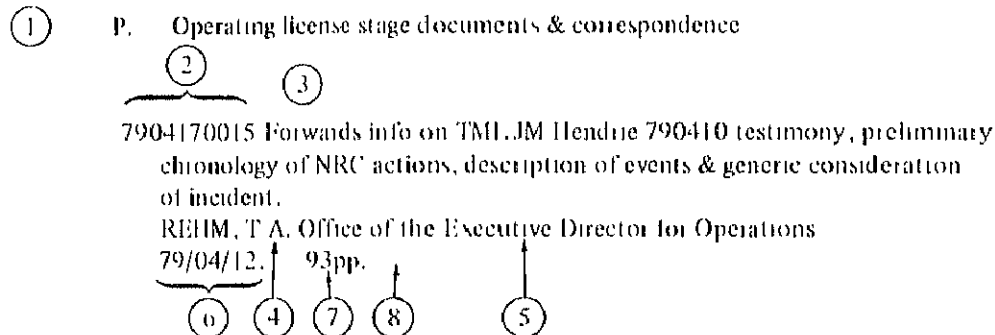 1 P. Operating license stage documents & correspondence
2 3
7904170015 Forwards info on TMI.JM Hendrie 790410 testimony, preliminary
chronology of NRC actions, description of events & generic consideration
of incident.
REHM, T A. Office of the Executive Director for Operations
79/04/12. 93pp.
6 4 7 8 5